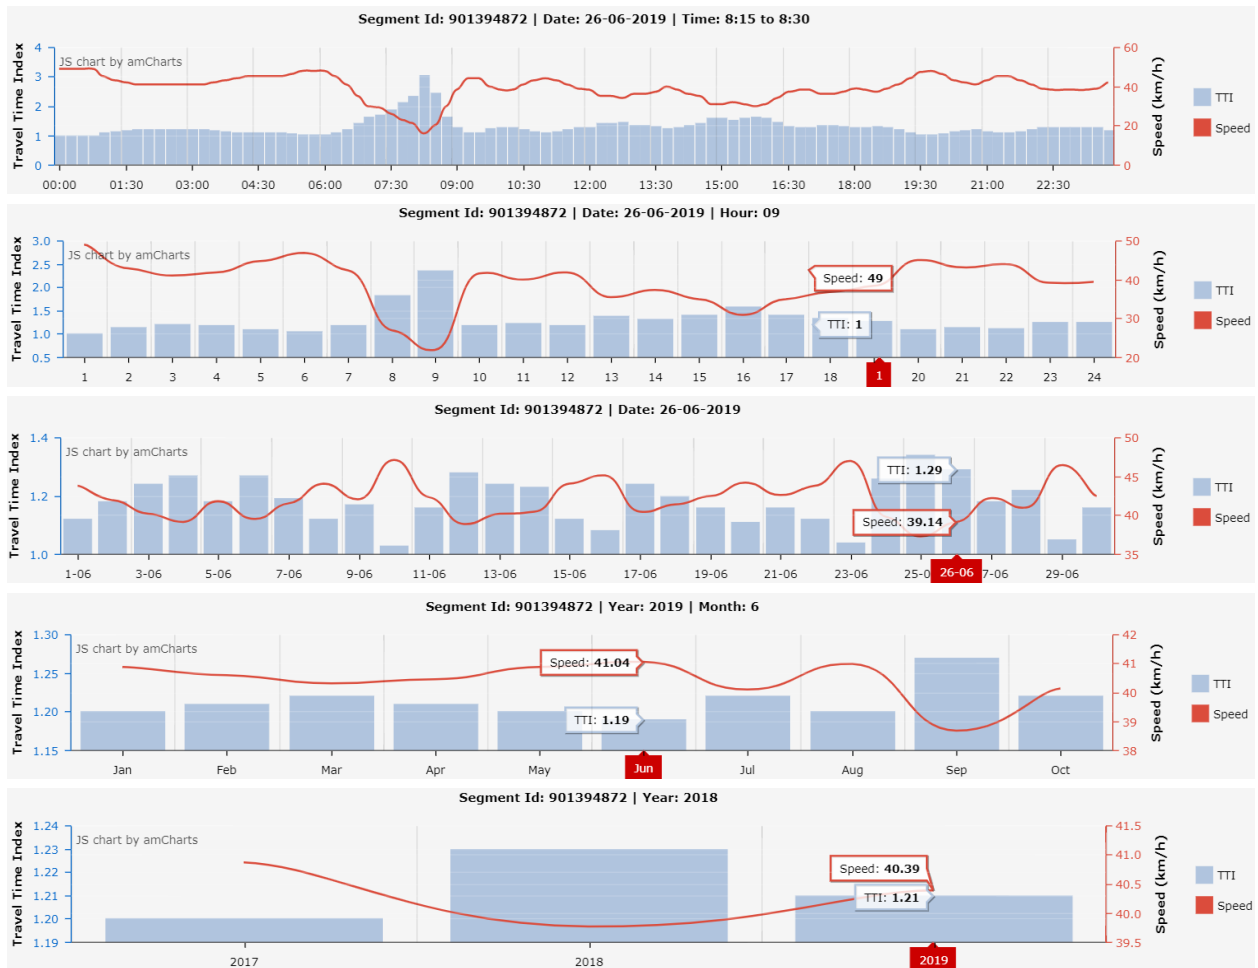 Segment Id: 901394872 | Date: 26-06-2019 | Time: 8:15 to 8:30
Travel Time Index
JS chart by amCharts
4
3
2
1
0
60
40
20
0
Speed (km/h)
TTI
Speed
00:00 01:30 03:00 04:30 06:00 07:30 09:00 10:30 12:00 13:30 15:00 16:30 18:00 19:30 21:00 22:30
Segment Id: 901394872 | Date: 26-06-2019 | Hour: 09
Travel Time Index
JS chart by amCharts
3.0
2.5
2.0
1.5
1.0
0.5
Speed: 49
TTI: 1
50
40
30
20
Speed (km/h)
TTI
Speed
1 2 3 4 5 6 7 8 9 10 11 12 13 14 15 16 17 18 1 20 21 22 23 24
Segment Id: 901394872 | Date: 26-06-2019
Travel Time Index
JS chart by amCharts
1.4
1.2
1.0
TTI: 1.29
Speed: 39.14
50
45
40
35
Speed (km/h)
TTI
Speed
1-06 3-06 5-06 7-06 9-06 11-06 13-06 15-06 17-06 19-06 21-06 23-06 25-0 26-06 7-06 29-06
Segment Id: 901394872 | Year: 2019 | Month: 6
Travel Time Index
JS chart by amCharts
1.30
1.25
1.20
1.15
Speed: 41.04
TTI: 1.19
42
41
40
39
38
Speed (km/h)
TTI
Speed
Jan Feb Mar Apr May Jun Jul Aug Sep Oct
Segment Id: 901394872 | Year: 2018
Travel Time Index
JS chart by amCharts
1.24
1.23
1.22
1.21
1.20
1.19
Speed: 40.39
TTI: 1.21
41.5
41.0
40.5
40.0
39.5
Speed (km/h)
TTI
Speed
2017 2018 2019